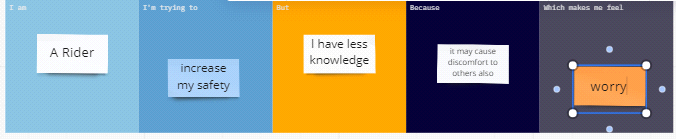 I am
I'm trying to
But
Because
Which makes me feel
A Rider
increase
my safety
I have less
knowledge
it may cause
discomfort to
others also
worry